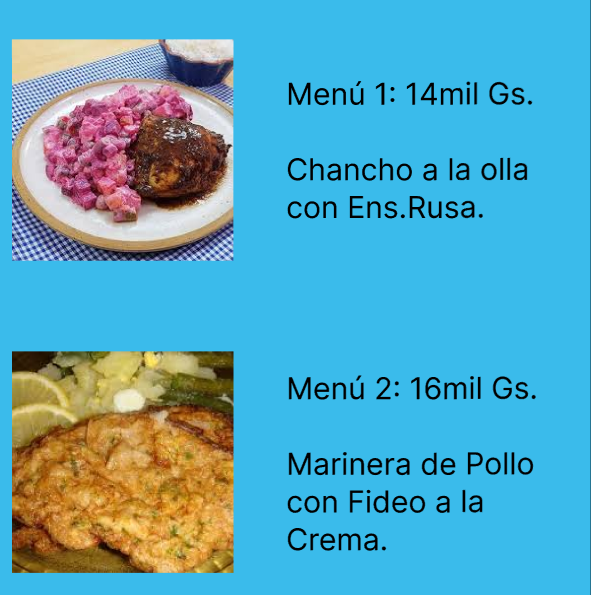 Menú 1: 14mil Gs.
Chancho a la olla
con Ens.Rusa.
Menú 2: 16mil Gs.
Marinera de Pollo
con Fideo a la
Crema.